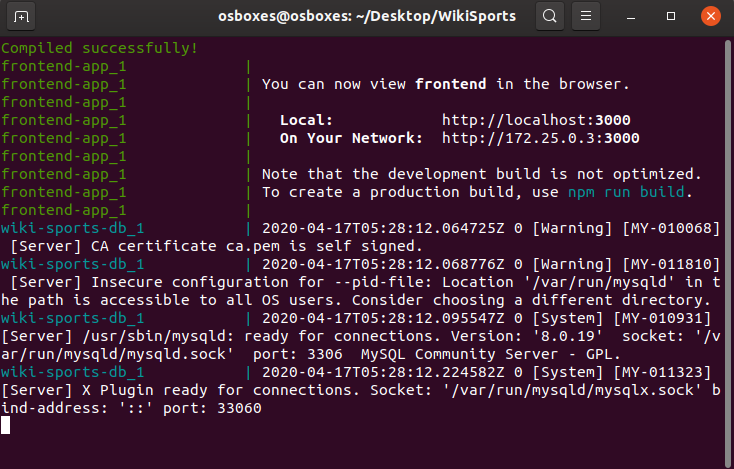 osboxes@osboxes: ~/Desktop/WikiSports
Compiled successfully!
frontend-app_1 |
frontend-app_1 | You can now view frontend in the browser.
frontend-app_1 |
frontend-app_1 | Local: http://localhost:3000
frontend-app_1 | On Your Network: http://172.25.0.3:3000
frontend-app_1 |
frontend-app_1 | Note that the development build is not optimized.
frontend-app_1 | To create a production build, use npm run build.
frontend-app_1 |
wiki-sports-db_1 | 2020-04-17T05:28:12.064725Z 0 [Warning] [MY-010068]
[Server] CA certificate ca.pem is self signed.
wiki-sports-db_1 | 2020-04-17T05:28:12.068776Z 0 [Warning] [MY-011810]
[Server] Insecure configuration for --pid-file: Location '/var/run/mysqld' in t
he path is accessible to all OS users. Consider choosing a different directory.
wiki-sports-db_1 | 2020-04-17T05:28:12.095547Z 0 [System] [MY-010931]
[Server] /usr/sbin/mysqld: ready for connections. Version: '8.0.19' socket: '/v
ar/run/mysqld/mysqld.sock' port: 3306 MySQL Community Server - GPL.
wiki-sports-db_1 | 2020-04-17T05:28:12.224582Z 0 [System] [MY-011323]
[Server] X Plugin ready for connections. Socket: '/var/run/mysqld/mysqlx.sock' b
ind-address: '::' port: 33060